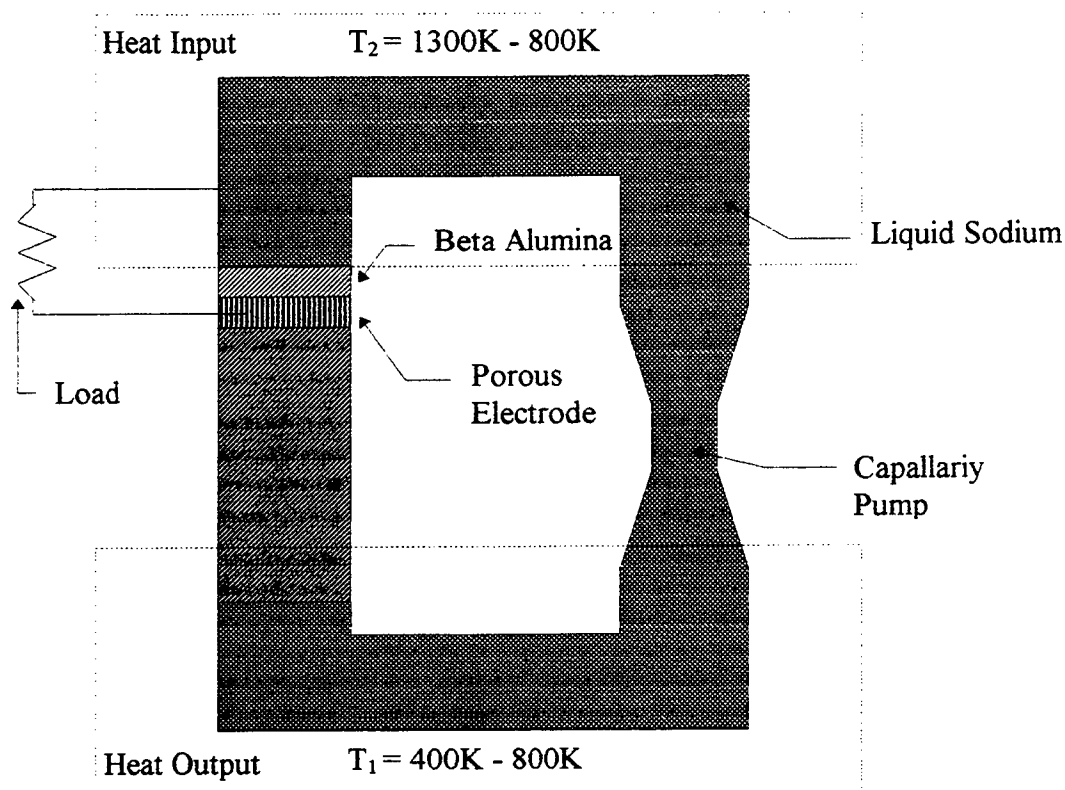 Heat Input
T₂ = 1300K - 800K
Beta Alumina
Liquid Sodium
Load
Porous
Electrode
Capallariy
Pump
Heat Output
T₁ = 400K - 800K